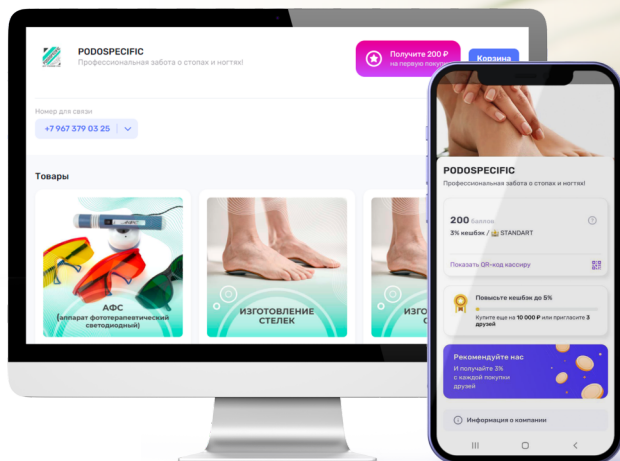 PODOSPECIFIC
Профессиональная забота о стопах и ногтях!
Получите 200 ₽
на первую покупку
Корзина
Номер для связи
+7 967 379 03 25
Товары
АФС
(аппарат фототерапевтический
светодиодный)
ИЗГОТОВЛЕНИЕ
СТЕЛЕК
ИЗГО
PODOSPECIFIC
Профессиональная забота о стопах и ногтях!
200 баллов
3% кешбэк / STANDART
Показать QR-код кассиру
Повысьте кешбэк до 5%
Купите еще на 10 000 ₽ или пригласите 3
друзей
Рекомендуйте нас
И получайте 3%
с каждой покупки
друзей
Информация о компании